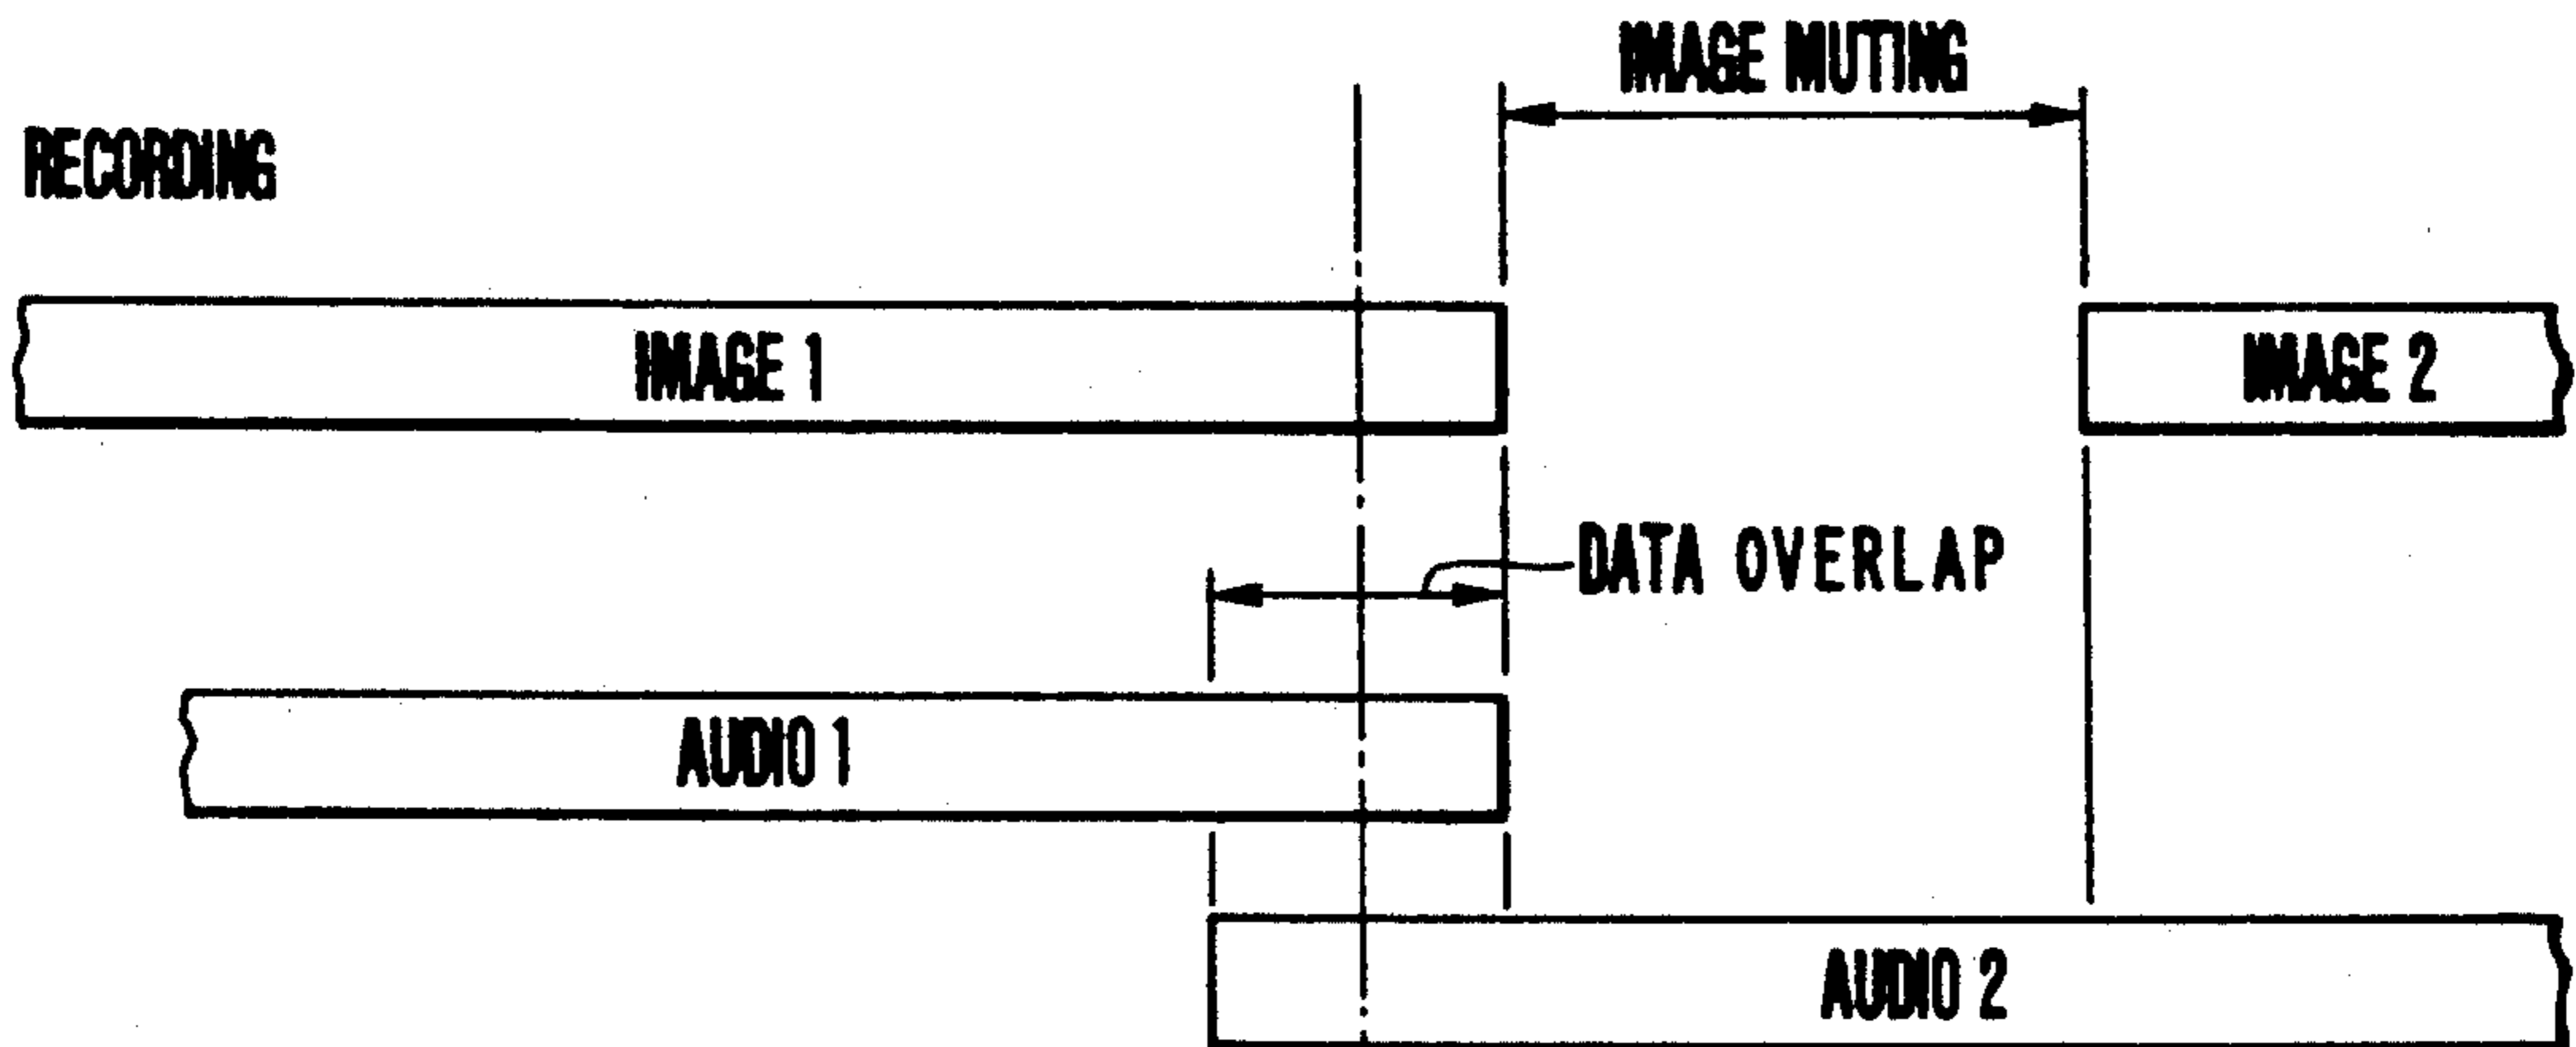 IMAGE MUTING
RECORDING
IMAGE 1
IMAGE 2
DATA OVERLAP
AUDIO 1
AUDIO 2